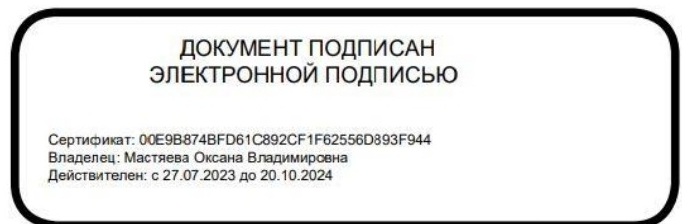 ДОКУМЕНТ ПОДПИСАН
ЭЛЕКТРОННОЙ ПОДПИСЬЮ
Сертификат: 00E9B874BFD61C892CF1F62556D893F944
Владелец: Мастяева Оксана Владимировна
Действителен: с 27.07.2023 до 20.10.2024